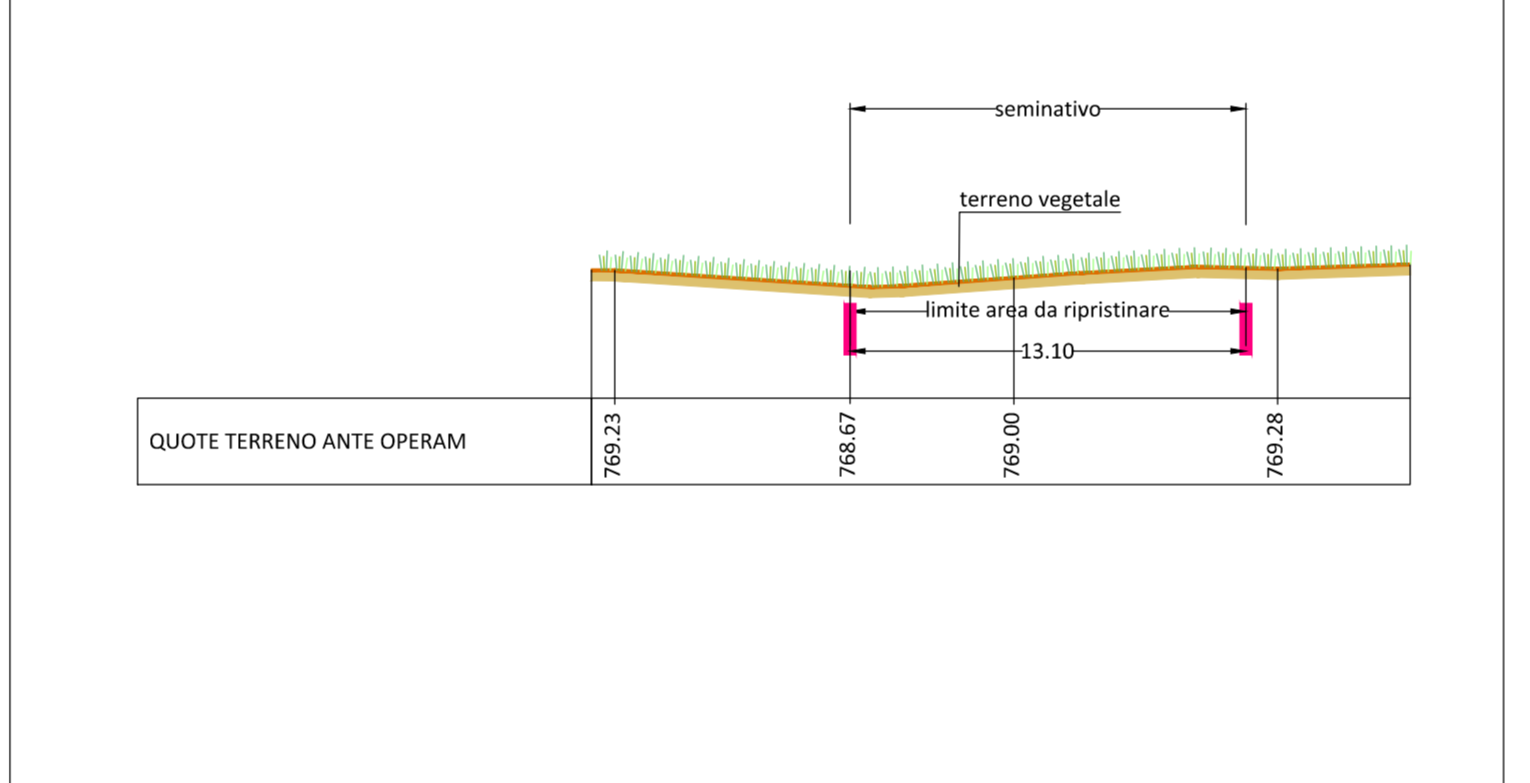 seminativo
terreno vegetale
limite area da ripristinare
13.10
QUOTE TERRENO ANTE OPERAM
769.23
768.67
769.00
769.28